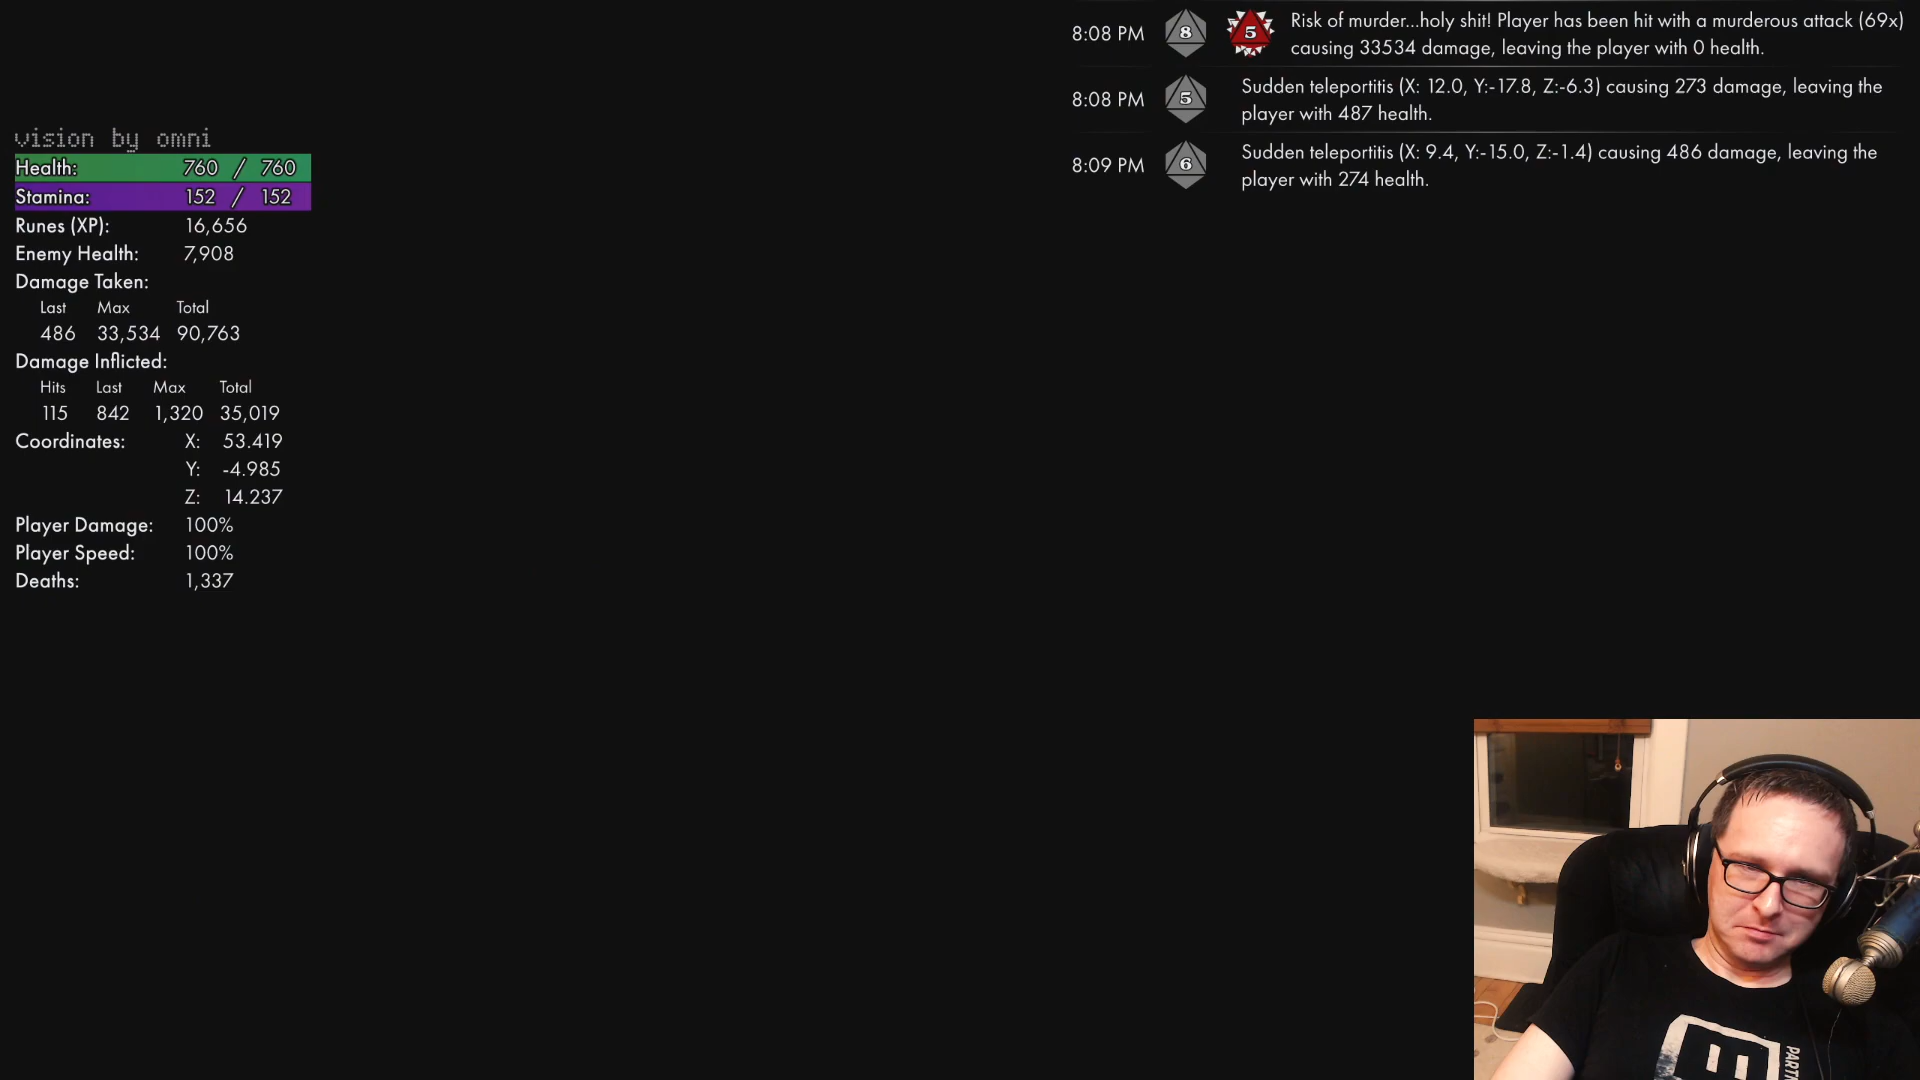 8:08 PM 8 5 Risk of murder...holy shit! Player has been hit with a murderous attack (69x)
causing 33534 damage, leaving the player with 0 health.
8:08 PM 5 Sudden teleportitis (X: 12.0, Y:-17.8, Z:-6.3) causing 273 damage, leaving the
player with 487 health.
8:09 PM 6 Sudden teleportitis (X: 9.4, Y:-15.0, Z:-1.4) causing 486 damage, leaving the
player with 274 health.
vision by omni
Health: 760 / 760
Stamina: 152 / 152
Runes (XP): 16,656
Enemy Health: 7,908
Damage Taken:
Last Max Total
486 33,534 90,763
Damage Inflicted:
Hits Last Max Total
115 842 1,320 35,019
Coordinates: X: 53.419
Y: -4.985
Z: 14.237
Player Damage: 100%
Player Speed: 100%
Deaths: 1,337